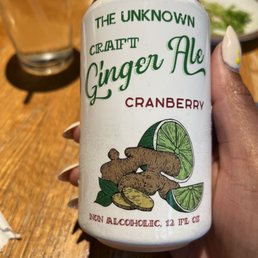 THE UNKNOWN
CRAFT
Ginger Ale
CRANBERRY
NON ALCOHOLIC, 12 FL OZ